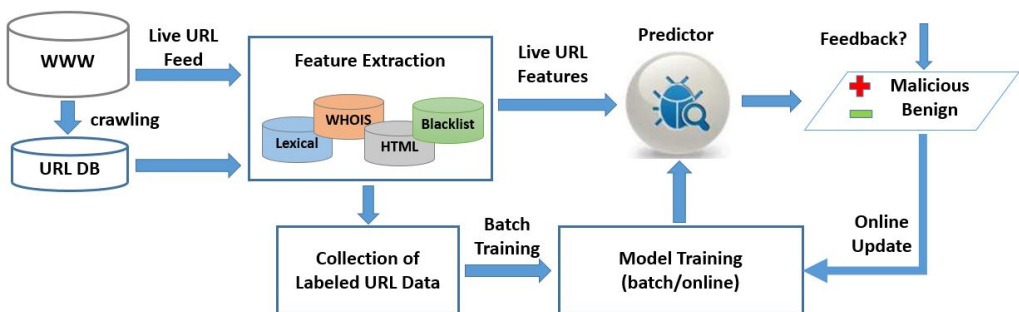 WWW
Live URL
Feed
crawling
URL DB
Feature Extraction
Lexical
WHOIS
HTML
Blacklist
Live URL
Features
Predictor
Feedback?
Malicious
Benign
Collection of
Labeled URL Data
Batch
Training
Model Training
(batch/online)
Online
Update